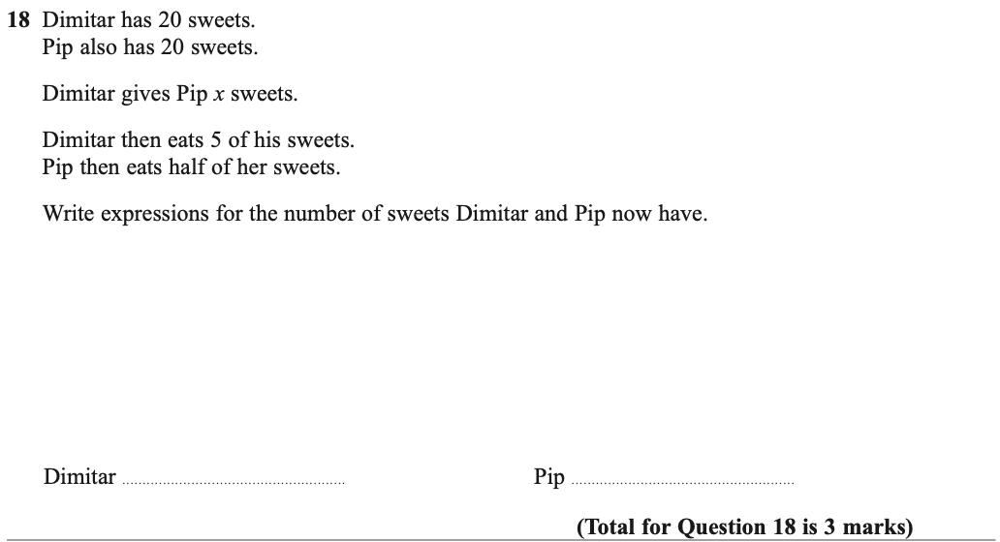 18 Dimitar has 20 sweets.
Pip also has 20 sweets.
Dimitar gives Pip x sweets.
Dimitar then eats 5 of his sweets.
Pip then eats half of her sweets.
Write expressions for the number of sweets Dimitar and Pip now have.
Dimitar ....................................................... Pip .......................................................
(Total for Question 18 is 3 marks)